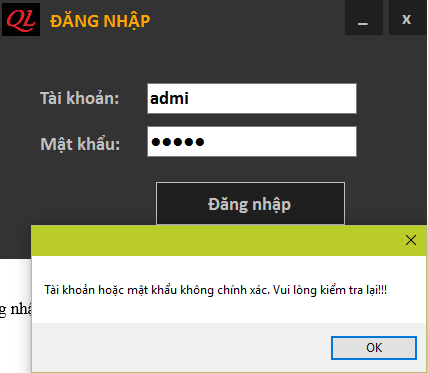 QL ĐĂNG NHẬP _ x
Tài khoản: admi
Mật khẩu: ●●●●●
Đăng nhập
Tài khoản hoặc mật khẩu không chính xác. Vui lòng kiểm tra lại!!!
OK